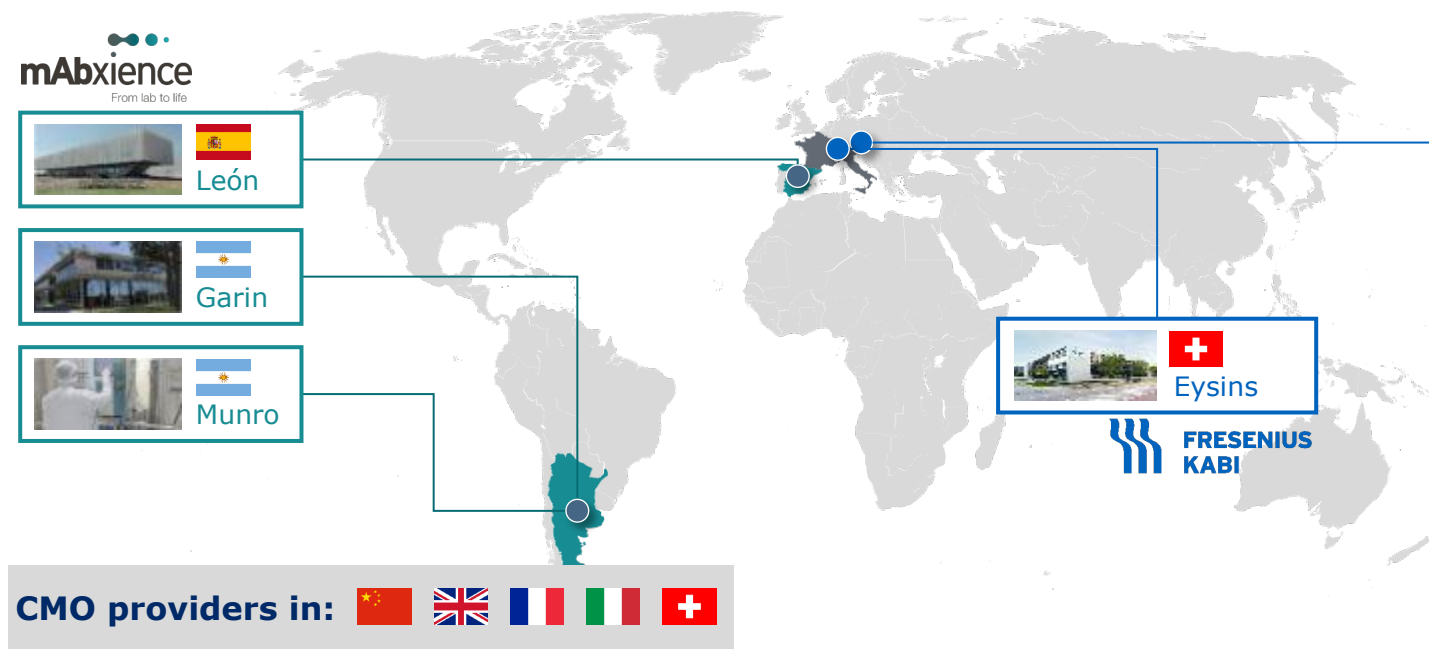 mAbxience
From lab to life
León
Garin
Munro
Eysins
FRESENIUS
KABI
CMO providers in: